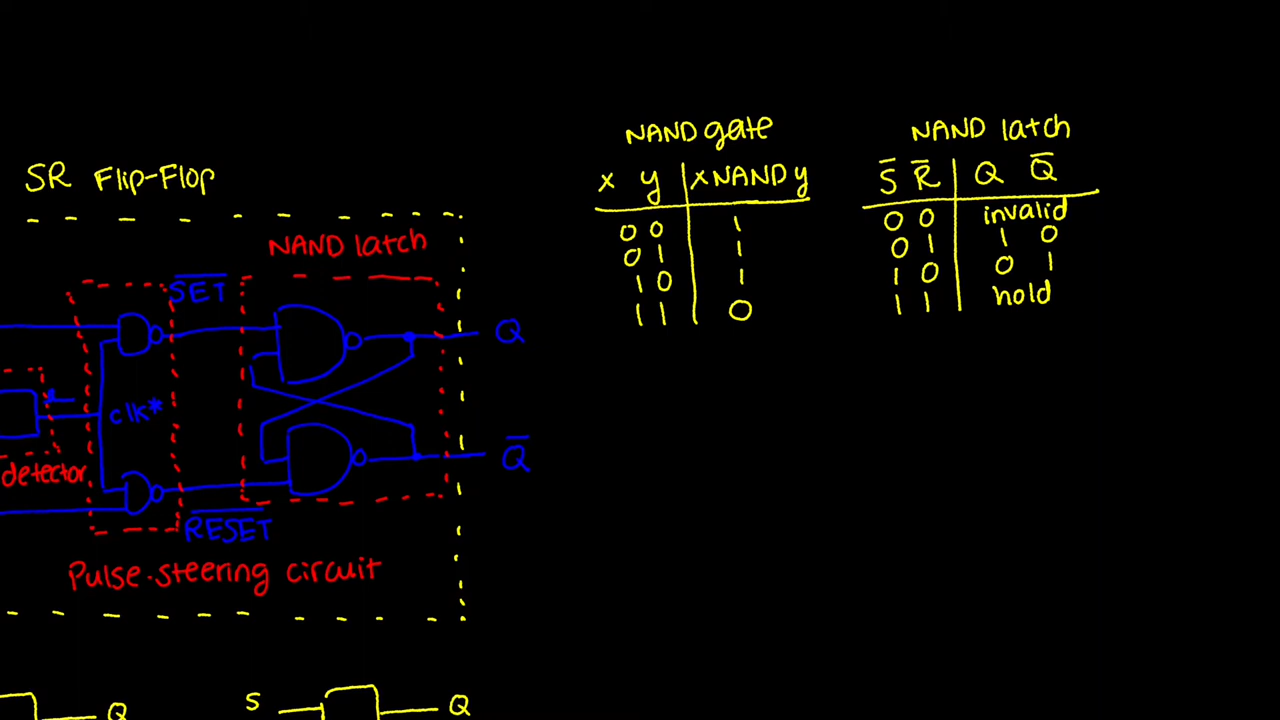 SR Flip-Flop
NAND latch
S̅E̅T̅
Q
clk*
Q̅
detector
R̅E̅S̅E̅T̅
Pulse-steering circuit
Q
S
Q
NAND gate
x y x NAND y
0 0 1
0 1 1
1 0 1
1 1 0
NAND latch
S̅ R̅ Q Q̅
0 0 invalid
0 1 1 0
1 0 0 1
1 1 hold